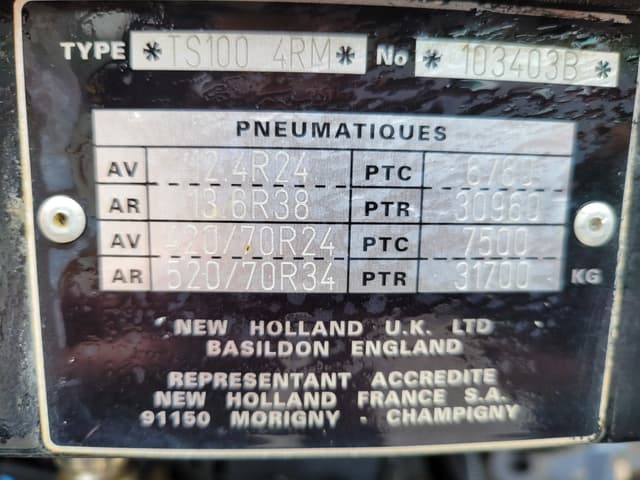 TYPE *TS100 4RM* No * 103403B *
PNEUMATIQUES
AV 12.4R24 PTC
AR 13.6R38 PTR 30960
AV 420/70R24 PTC 7500
AR 520/70R34 PTR 31700 KG
NEW HOLLAND U.K. LTD
BASILDON ENGLAND
REPRESENTANT ACCREDITE
NEW HOLLAND FRANCE S.A.
91150 MORIGNY - CHAMPIGNY